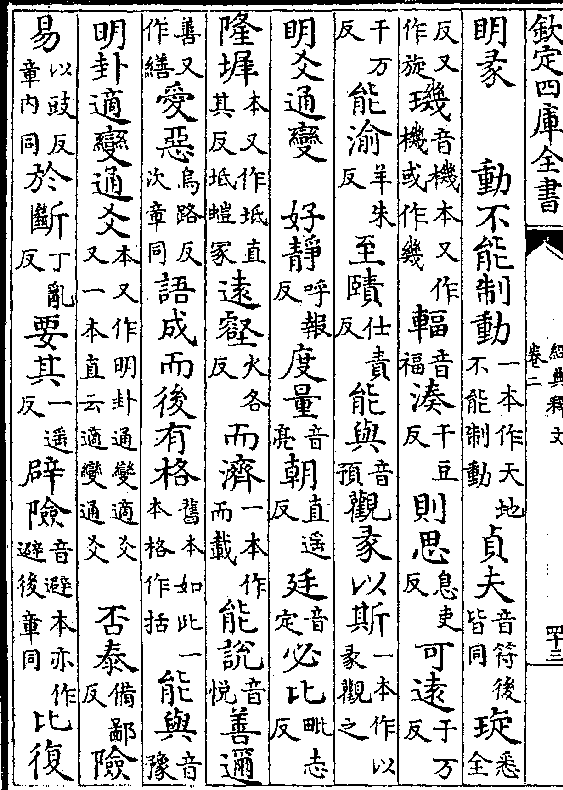 欽定四庫全書
經典釋文
卷二
四十三
明彖 動不能制動一本作天地不能制動貞夫音符後皆同琁悉全
反又作旋璣音機本又作機或作幾輻音福湊千豆反則思息吏反可遠于万
反千万能渝羊朱反至賾仕責反能與音預觀彖以斯一本作以彖觀之
明爻通變 好靜呼報反度量音亮朝直遥反廷音定必比毗志反
隆墀本又作坻直其反坻螘冢遠壑火各反而濟一本作而載能說音悦善邇
善又作繕愛惡烏路反次章同語成而後有格舊本如此一本格作括能與音豫
明卦適變通爻本又作明卦通變適爻又一本直云適變通爻 否泰備鄙反險
易以豉反章内同於斷丁亂反要其一遥反辟險音避本亦作避後章同比復